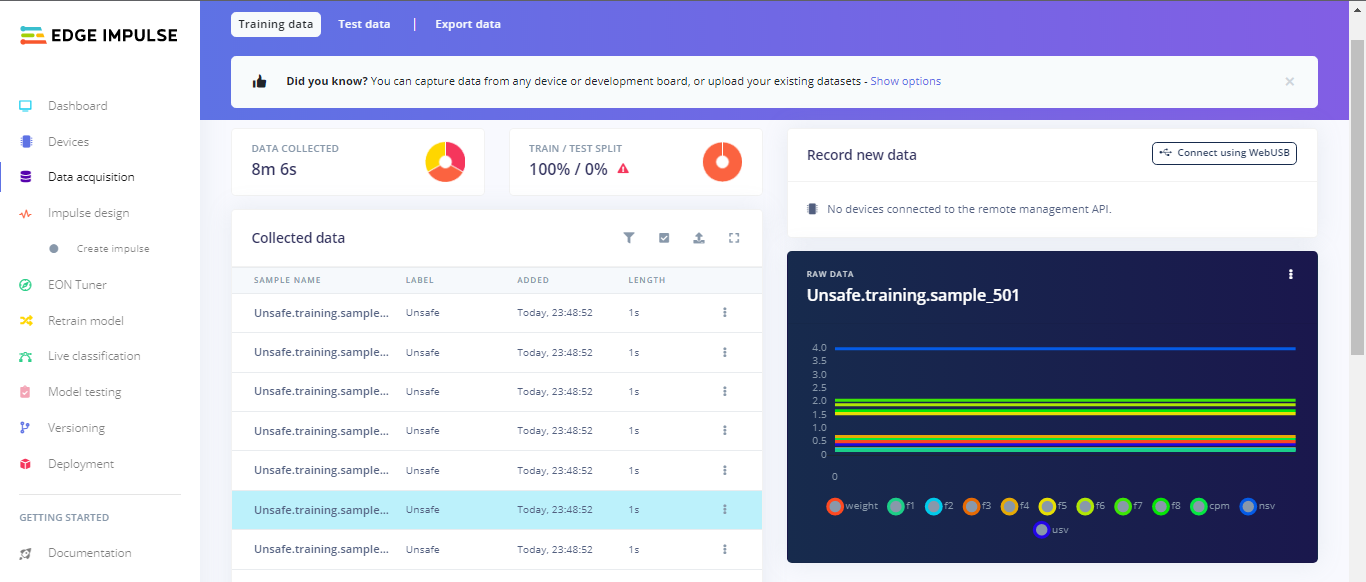 EDGE IMPULSE
Dashboard
Devices
Data acquisition
Impulse design
Create impulse
EON Tuner
Retrain model
Live classification
Model testing
Versioning
Deployment
GETTING STARTED
Documentation
Training data Test data | Export data
Did you know? You can capture data from any device or development board, or upload your existing datasets - Show options ×
DATA COLLECTED
8m 6s
TRAIN / TEST SPLIT
100% / 0%
Collected data
SAMPLE NAME LABEL ADDED LENGTH
Unsafe.training.sample... Unsafe Today, 23:48:52 1s
Unsafe.training.sample... Unsafe Today, 23:48:52 1s
Unsafe.training.sample... Unsafe Today, 23:48:52 1s
Unsafe.training.sample... Unsafe Today, 23:48:52 1s
Unsafe.training.sample... Unsafe Today, 23:48:52 1s
Unsafe.training.sample... Unsafe Today, 23:48:52 1s
Unsafe.training.sample... Unsafe Today, 23:48:52 1s
Record new data
Connect using WebUSB
No devices connected to the remote management API.
RAW DATA
Unsafe.training.sample_501
4.0
3.5
3.0
2.5
2.0
1.5
1.0
0.5
0
0
weight f1 f2 f3 f4 f5 f6 f7 f8 cpm nsv
usv